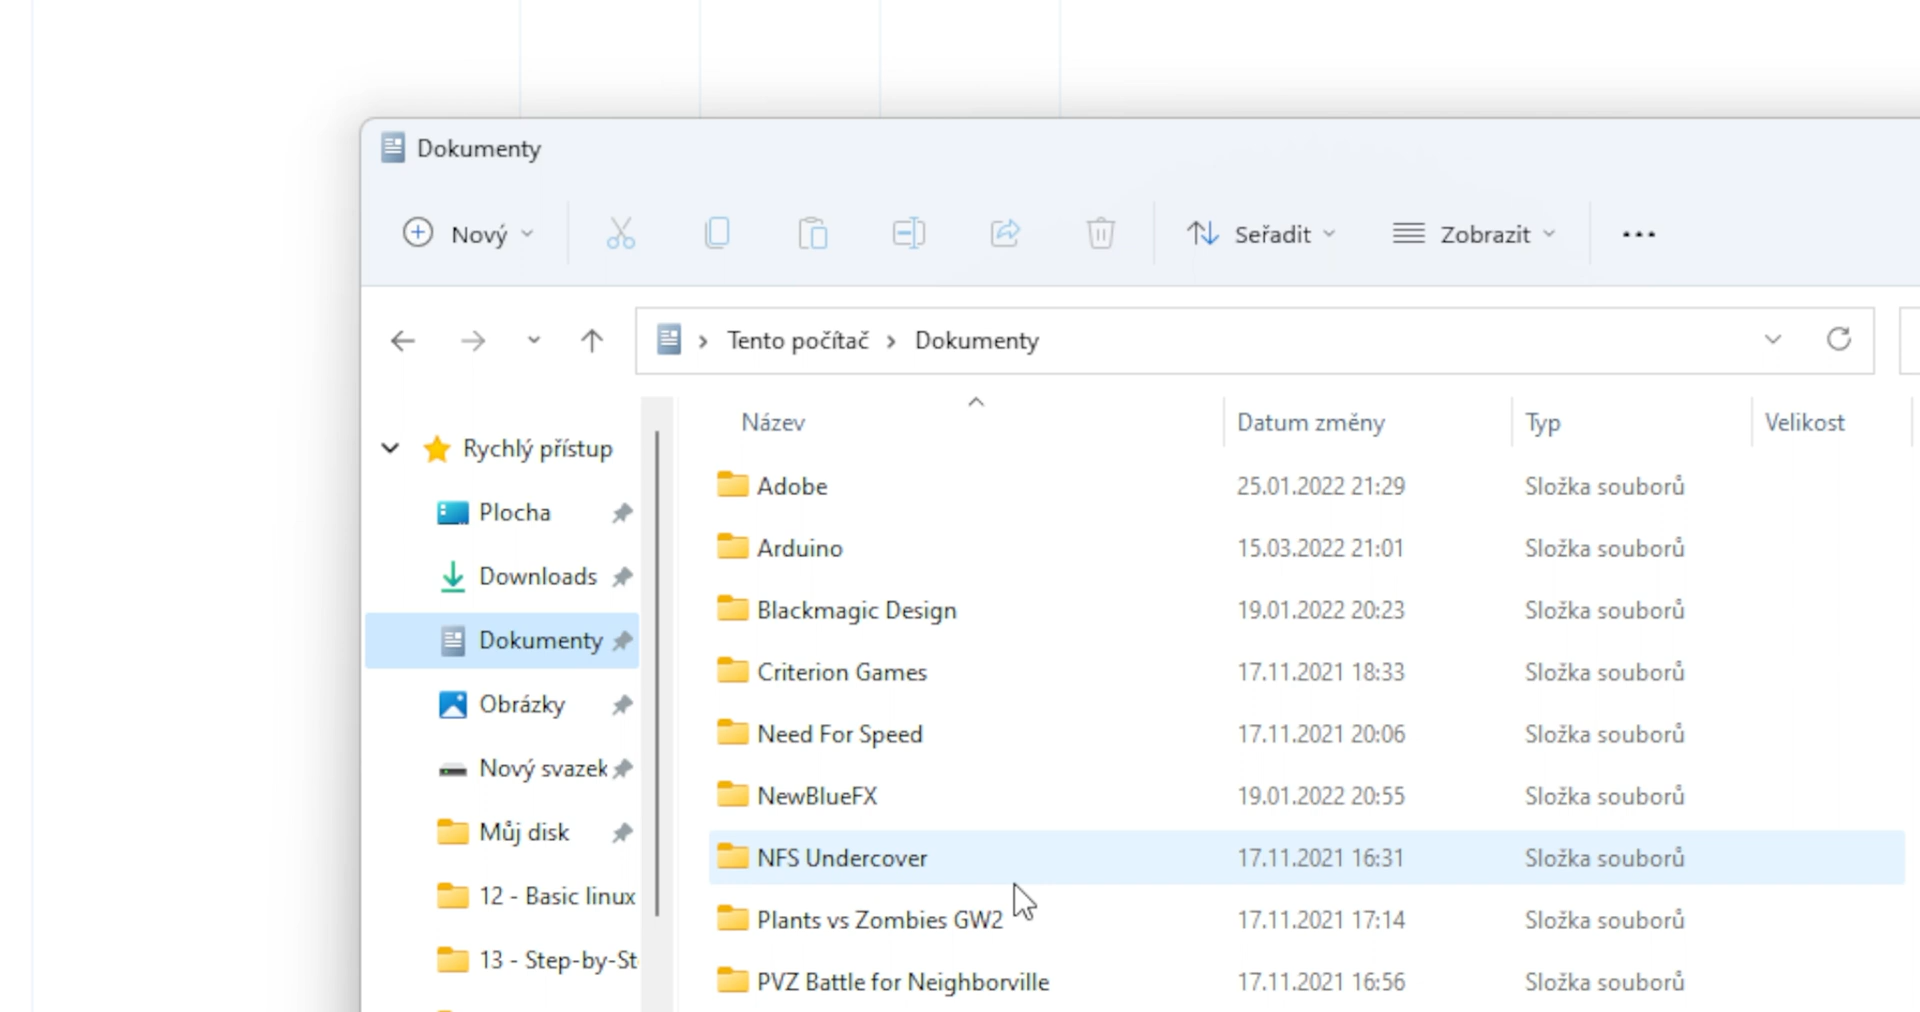 Dokumenty
Nový
Seřadit
Zobrazit
Tento počítač > Dokumenty
Název Datum změny Typ Velikost
Rychlý přístup
Plocha
Downloads
Dokumenty
Obrázky
Nový svazek
Můj disk
12 - Basic linux
13 - Step-by-St
Adobe 25.01.2022 21:29 Složka souborů
Arduino 15.03.2022 21:01 Složka souborů
Blackmagic Design 19.01.2022 20:23 Složka souborů
Criterion Games 17.11.2021 18:33 Složka souborů
Need For Speed 17.11.2021 20:06 Složka souborů
NewBlueFX 19.01.2022 20:55 Složka souborů
NFS Undercover 17.11.2021 16:31 Složka souborů
Plants vs Zombies GW2 17.11.2021 17:14 Složka souborů
PVZ Battle for Neighborville 17.11.2021 16:56 Složka souborů